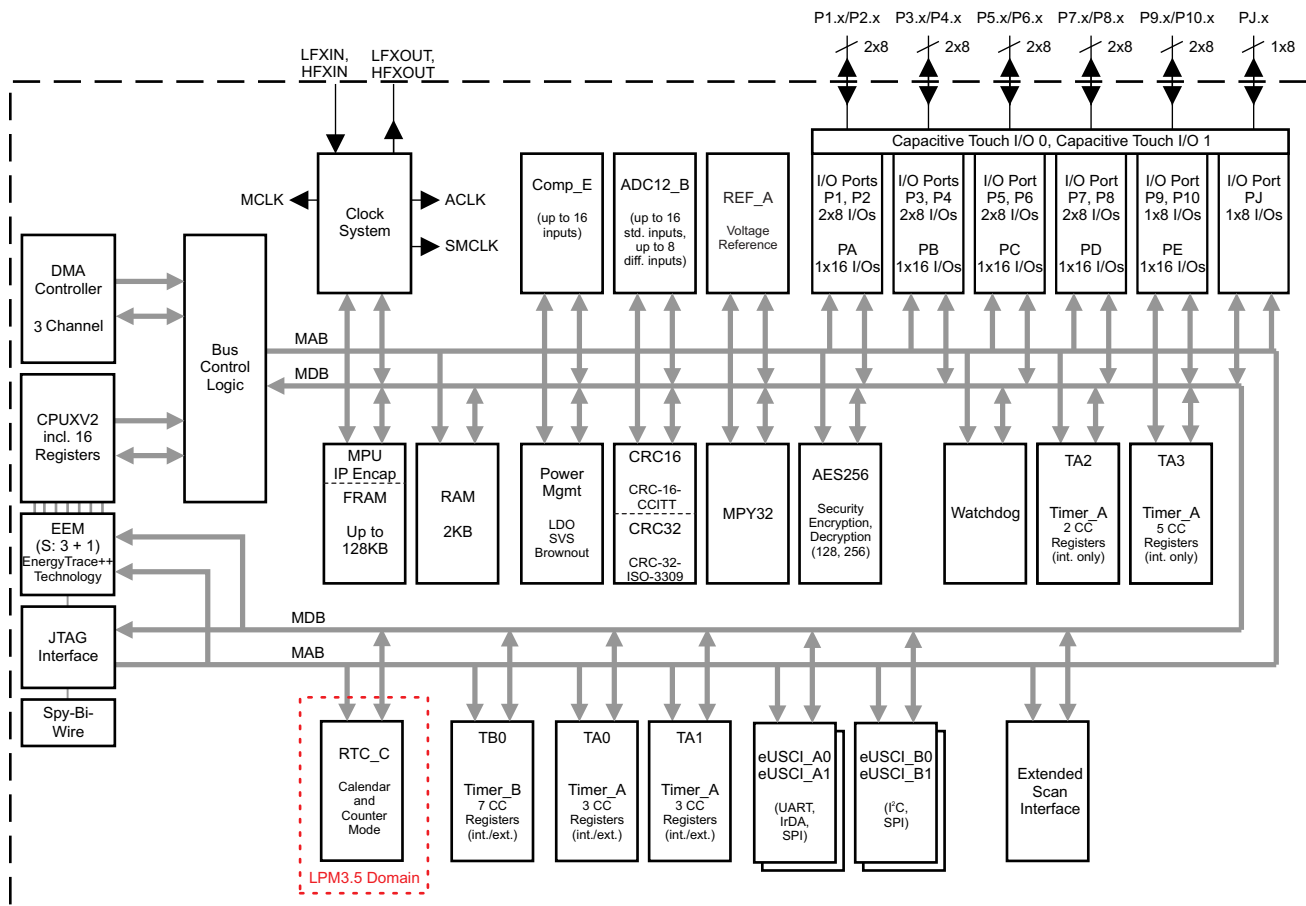 P1.x/P2.x
P3.x/P4.x
P5.x/P6.x
P7.x/P8.x
P9.x/P10.x
PJ.x
2x8
2x8
2x8
2x8
2x8
1x8
LFXIN,
HFXIN
LFXOUT,
HFXOUT
Capacitive Touch I/O 0, Capacitive Touch I/O 1
MCLK
Clock
System
ACLK
SMCLK
Comp_E
(up to 16
inputs)
ADC12_B
(up to 16
std. inputs,
up to 8
diff. inputs)
REF_A
Voltage
Reference
I/O Ports
P1, P2
2x8 I/Os
PA
1x16 I/Os
I/O Ports
P3, P4
2x8 I/Os
PB
1x16 I/Os
I/O Port
P5, P6
2x8 I/Os
PC
1x16 I/Os
I/O Port
P7, P8
2x8 I/Os
PD
1x16 I/Os
I/O Port
P9, P10
1x8 I/Os
PE
1x16 I/Os
I/O Port
PJ
1x8 I/Os
DMA
Controller
3 Channel
Bus
Control
Logic
MAB
MDB
CPUXV2
incl. 16
Registers
MPU
IP Encap
FRAM
Up to
128KB
RAM
2KB
Power
Mgmt
LDO
SVS
Brownout
CRC16
CRC-16-
CCITT
CRC32
CRC-32-
ISO-3309
MPY32
AES256
Security
Encryption,
Decryption
(128, 256)
Watchdog
TA2
Timer_A
2 CC
Registers
(int. only)
TA3
Timer_A
5 CC
Registers
(int. only)
EEM
(S: 3 + 1)
EnergyTrace++
Technology
JTAG
Interface
Spy-Bi-
Wire
MDB
MAB
RTC_C
Calendar
and
Counter
Mode
LPM3.5 Domain
TB0
Timer_B
7 CC
Registers
(int./ext.)
TA0
Timer_A
3 CC
Registers
(int./ext.)
TA1
Timer_A
3 CC
Registers
(int./ext.)
eUSCI_A0
eUSCI_A1
(UART,
IrDA,
SPI)
eUSCI_B0
eUSCI_B1
(I²C,
SPI)
Extended
Scan
Interface